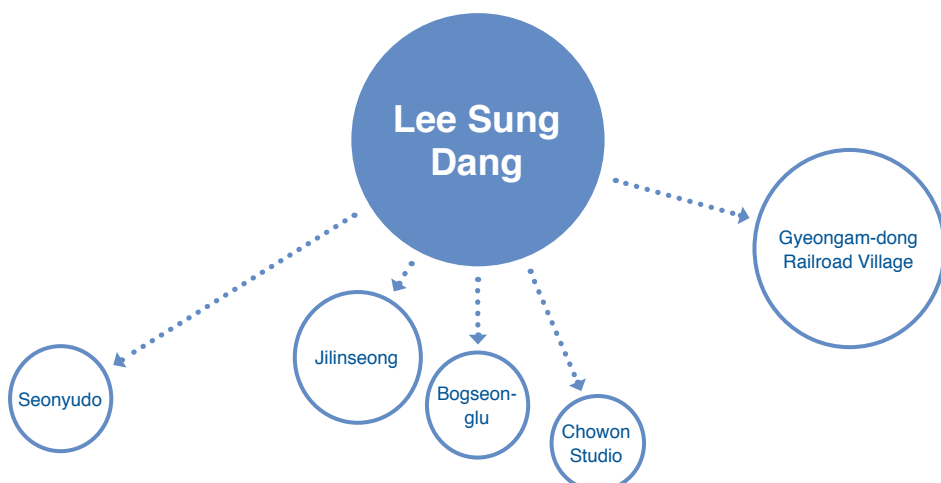 Lee Sung
Dang
Gyeongam-dong
Railroad Village
Jilinseong
Seonyudo
Bogseon-
glu
Chowon
Studio